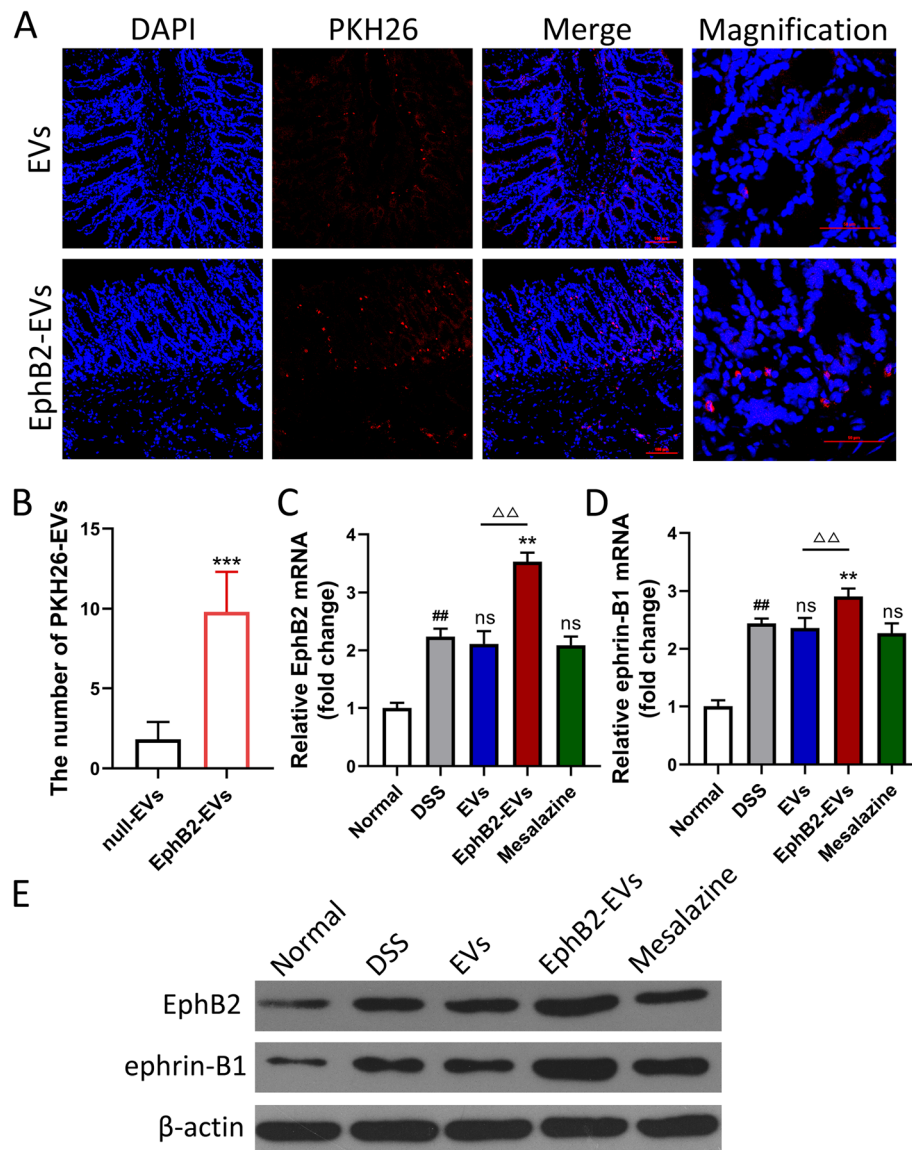 A
DAPI PKH26 Merge Magnification
EVs
EphB2-EVs
B
The number of PKH26-EVs
15
10
5
0
***
null-EVs
EphB2-EVs
C
Relative EphB2 mRNA
(fold change)
4
3
2
1
0
△△
##
ns
**
ns
Normal
DSS
EVs
EphB2-EVs
Mesalazine
D
Relative ephrin-B1 mRNA
(fold change)
4
3
2
1
0
△△
##
ns
**
ns
Normal
DSS
EVs
EphB2-EVs
Mesalazine
E
Normal
DSS
EVs
EphB2-EVs
Mesalazine
EphB2
ephrin-B1
β-actin